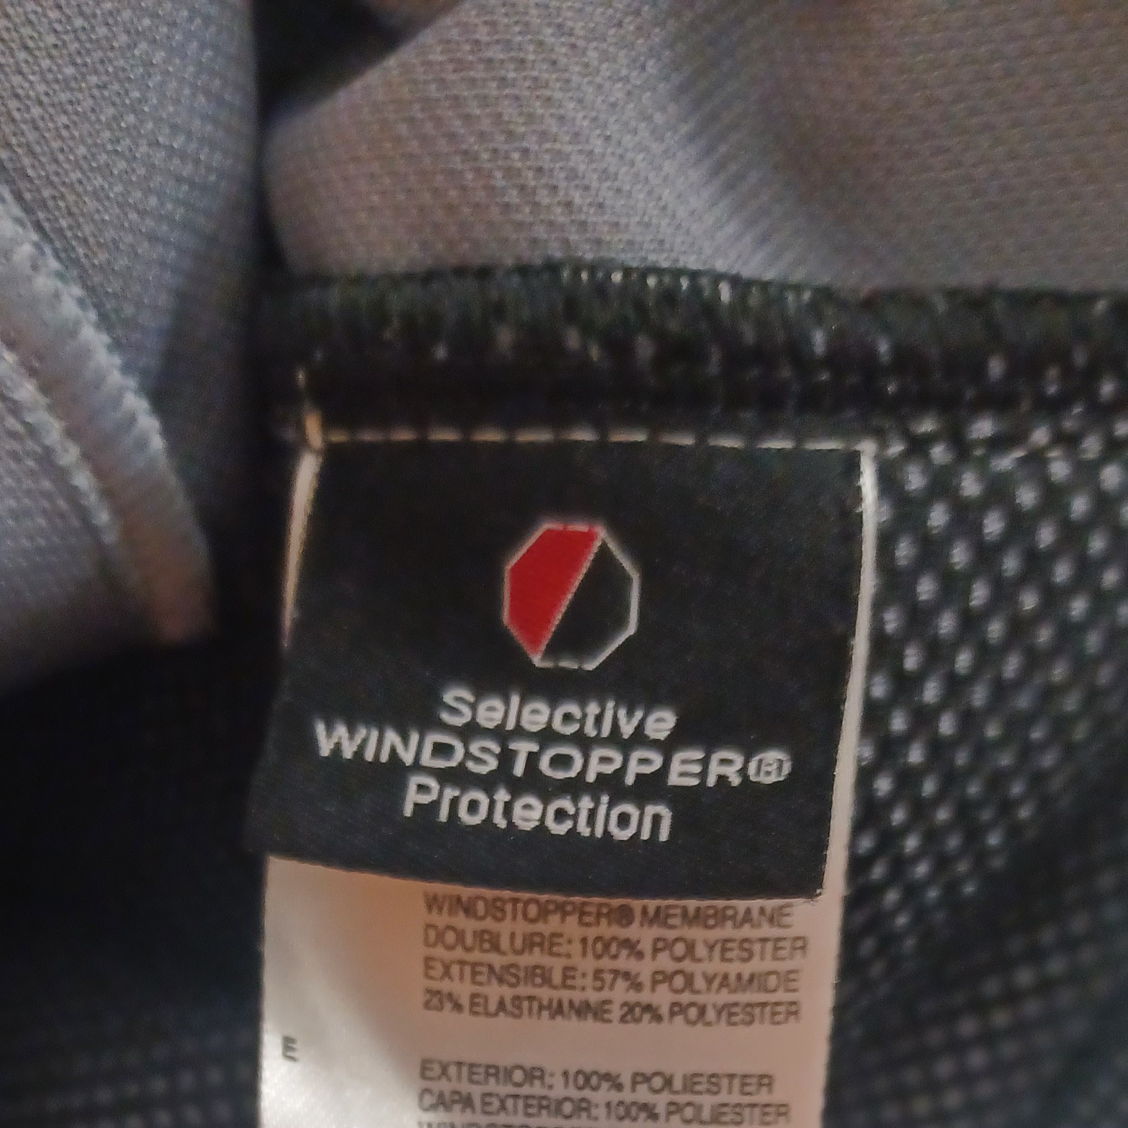 Selective
WINDSTOPPER®
Protection
WINDSTOPPER® MEMBRANE
DOUBLURE: 100% POLYESTER
EXTENSIBLE: 57% POLYAMIDE
23% ELASTHANNE 20% POLYESTER
E
EXTERIOR: 100% POLIESTER
CAPA EXTERIOR: 100% POLIESTER